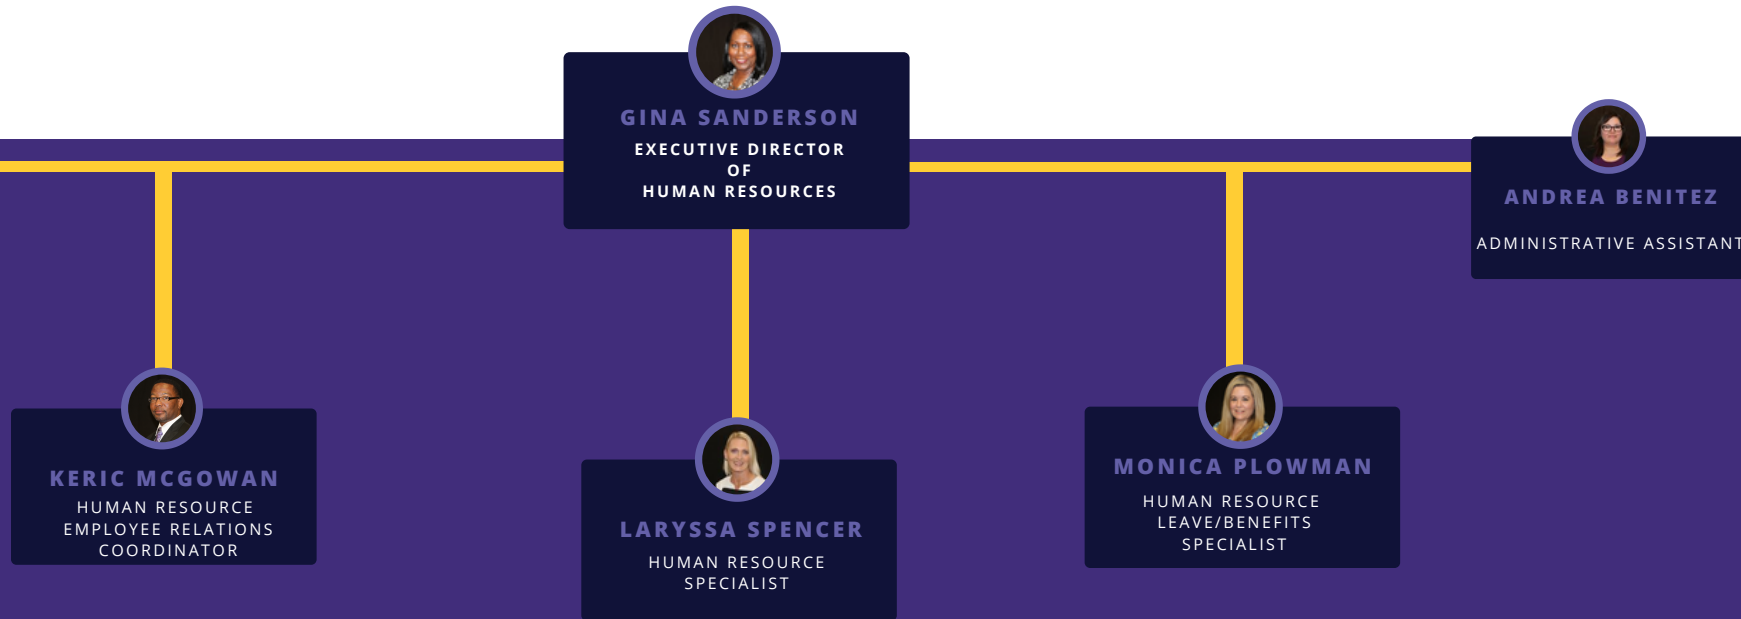 GINA SANDERSON
EXECUTIVE DIRECTOR
OF
HUMAN RESOURCES
ANDREA BENITEZ
ADMINISTRATIVE ASSISTANT
KERIC MCGOWAN
HUMAN RESOURCE
EMPLOYEE RELATIONS
COORDINATOR
LARYSSA SPENCER
HUMAN RESOURCE
SPECIALIST
MONICA PLOWMAN
HUMAN RESOURCE
LEAVE/BENEFITS
SPECIALIST